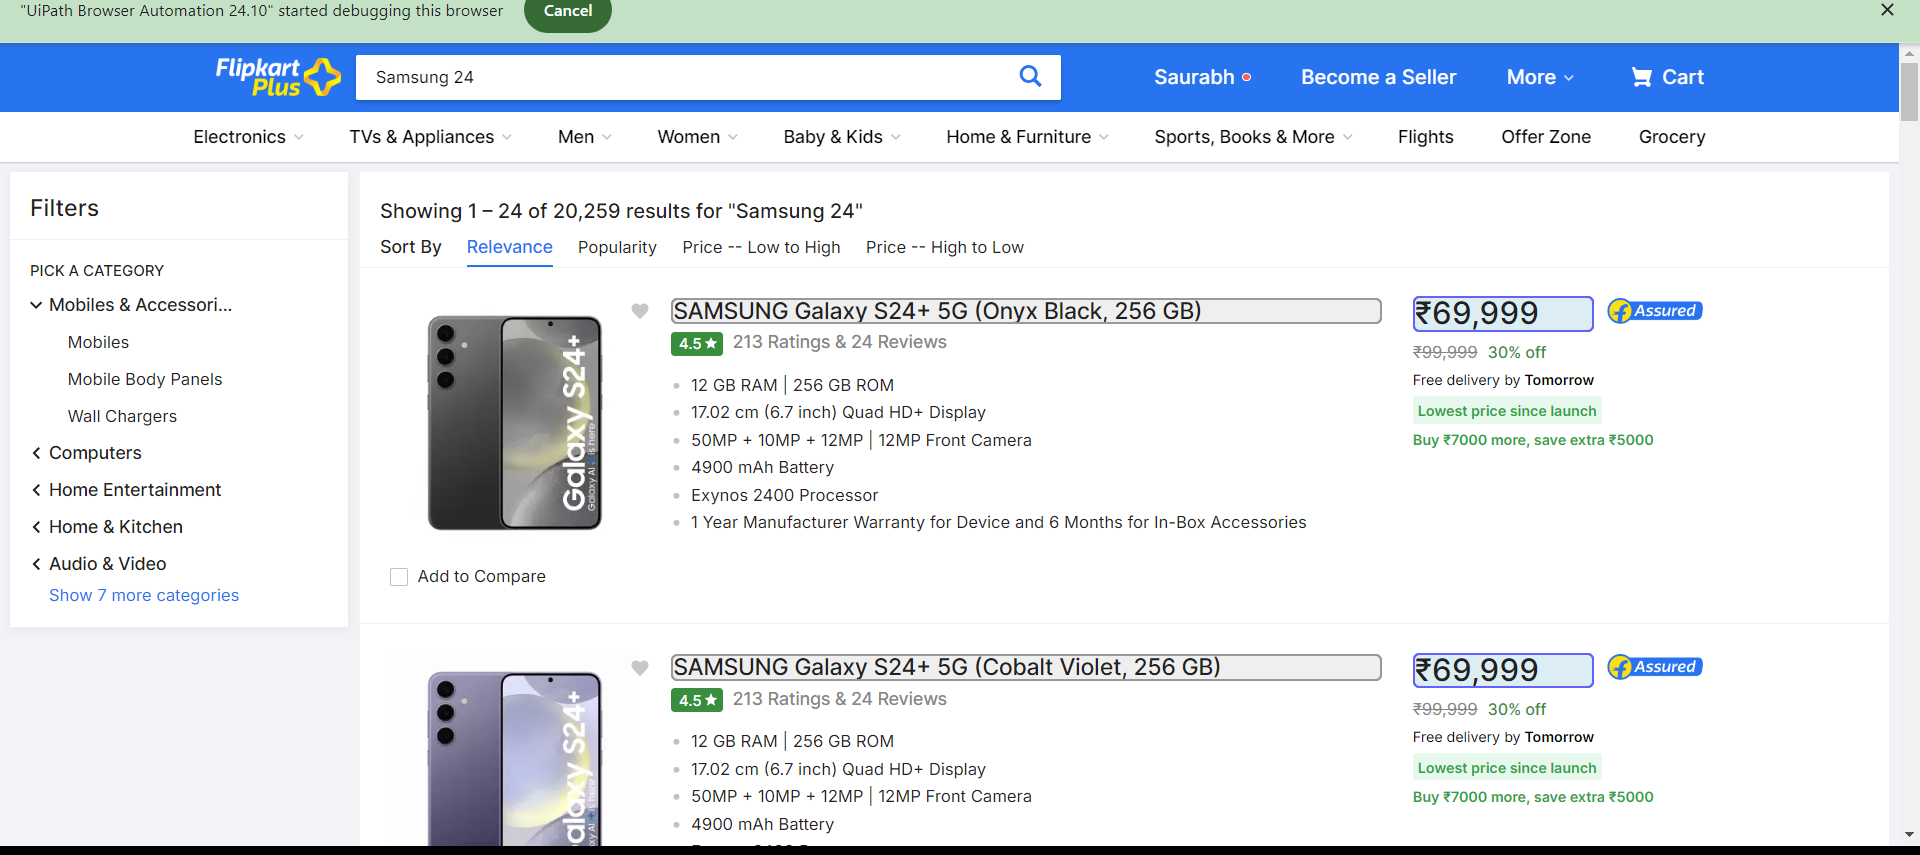 "UiPath Browser Automation 24.10" started debugging this browser
Cancel
Flipkart
Plus
Samsung 24
Saurabh
Become a Seller
More
Cart
Electronics
TVs & Appliances
Men
Women
Baby & Kids
Home & Furniture
Sports, Books & More
Flights
Offer Zone
Grocery
Filters
PICK A CATEGORY
Mobiles & Accessori...
Mobiles
Mobile Body Panels
Wall Chargers
Computers
Home Entertainment
Home & Kitchen
Audio & Video
Show 7 more categories
Showing 1 – 24 of 20,259 results for "Samsung 24"
Sort By
Relevance
Popularity
Price -- Low to High
Price -- High to Low
Galaxy S24+
Galaxy AI is here
Add to Compare
SAMSUNG Galaxy S24+ 5G (Onyx Black, 256 GB)
4.5★
213 Ratings & 24 Reviews
12 GB RAM | 256 GB ROM
17.02 cm (6.7 inch) Quad HD+ Display
50MP + 10MP + 12MP | 12MP Front Camera
4900 mAh Battery
Exynos 2400 Processor
1 Year Manufacturer Warranty for Device and 6 Months for In-Box Accessories
₹69,999
Assured
₹99,999 30% off
Free delivery by Tomorrow
Lowest price since launch
Buy ₹7000 more, save extra ₹5000
SAMSUNG Galaxy S24+ 5G (Cobalt Violet, 256 GB)
4.5★
213 Ratings & 24 Reviews
12 GB RAM | 256 GB ROM
17.02 cm (6.7 inch) Quad HD+ Display
50MP + 10MP + 12MP | 12MP Front Camera
4900 mAh Battery
₹69,999
Assured
₹99,999 30% off
Free delivery by Tomorrow
Lowest price since launch
Buy ₹7000 more, save extra ₹5000